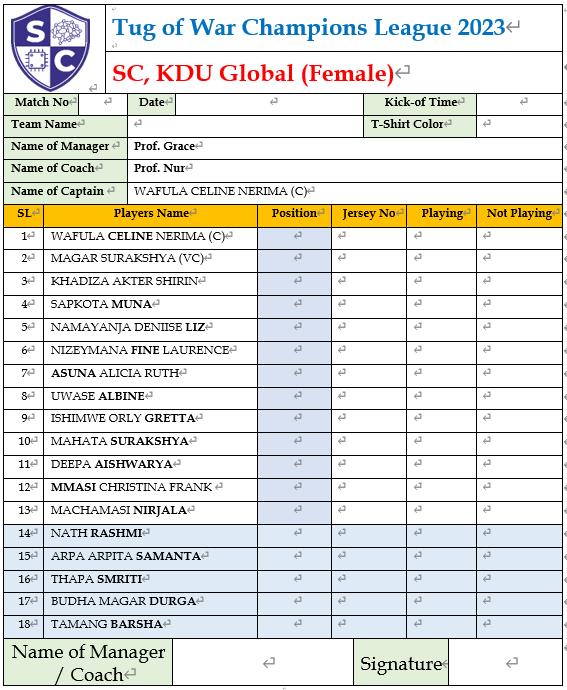 S C
Tug of War Champions League 2023
SC, KDU Global (Female)
Match No Date Kick-of Time
Team Name T-Shirt Color
Name of Manager Prof. Grace
Name of Coach Prof. Nur
Name of Captain WAFULA CELINE NERIMA (C)
SL Players Name Position Jersey No Playing Not Playing
1 WAFULA CELINE NERIMA (C)
2 MAGAR SURAKSHYA (VC)
3 KHADIZA AKTER SHIRIN
4 SAPKOTA MUNA
5 NAMAYANJA DENIISE LIZ
6 NIZEYMANA FINE LAURENCE
7 ASUNA ALICIA RUTH
8 UWASE ALBINE
9 ISHIMWE ORLY GRETTA
10 MAHATA SURAKSHYA
11 DEEPA AISHWARYA
12 MMASI CHRISTINA FRANK
13 MACHAMASI NIRJALA
14 NATH RASHMI
15 ARPA ARPITA SAMANTA
16 THAPA SMRITI
17 BUDHA MAGAR DURGA
18 TAMANG BARSHA
Name of Manager / Coach Signature